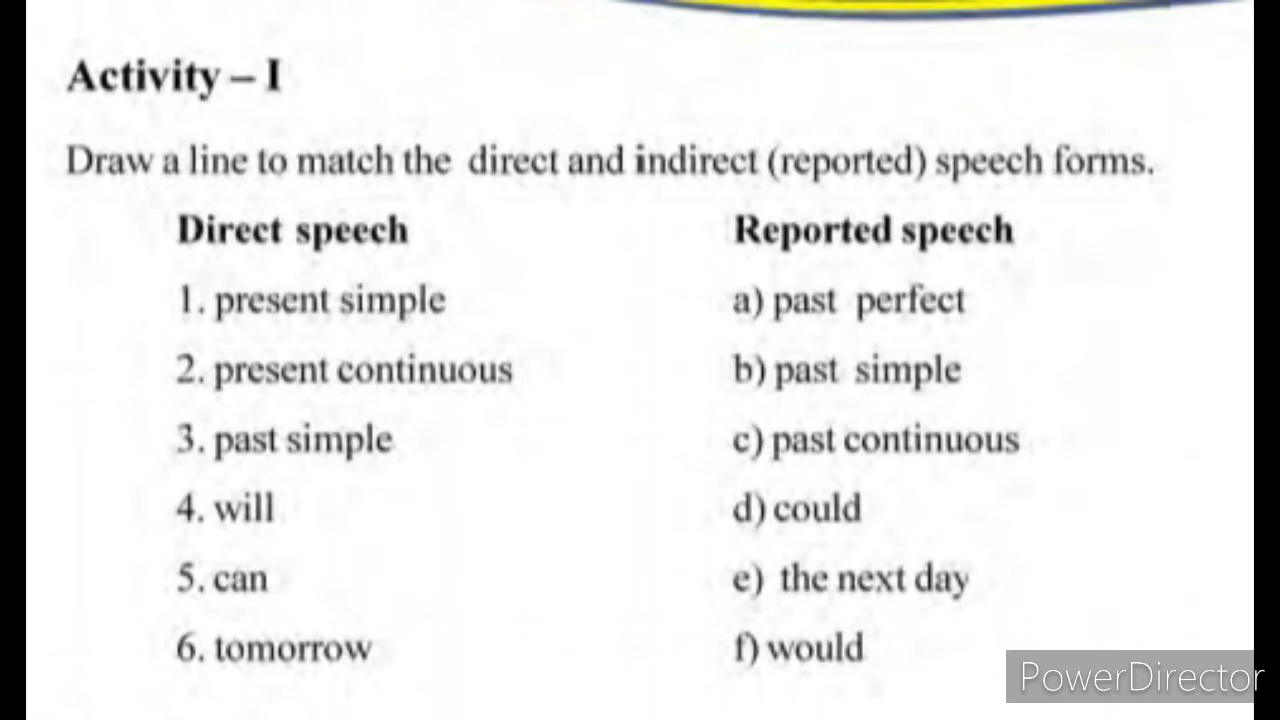 Activity – I
Draw a line to match the direct and indirect (reported) speech forms.
Direct speech Reported speech
1. present simple a) past perfect
2. present continuous b) past simple
3. past simple c) past continuous
4. will d) could
5. can e) the next day
6. tomorrow f) would
PowerDirector